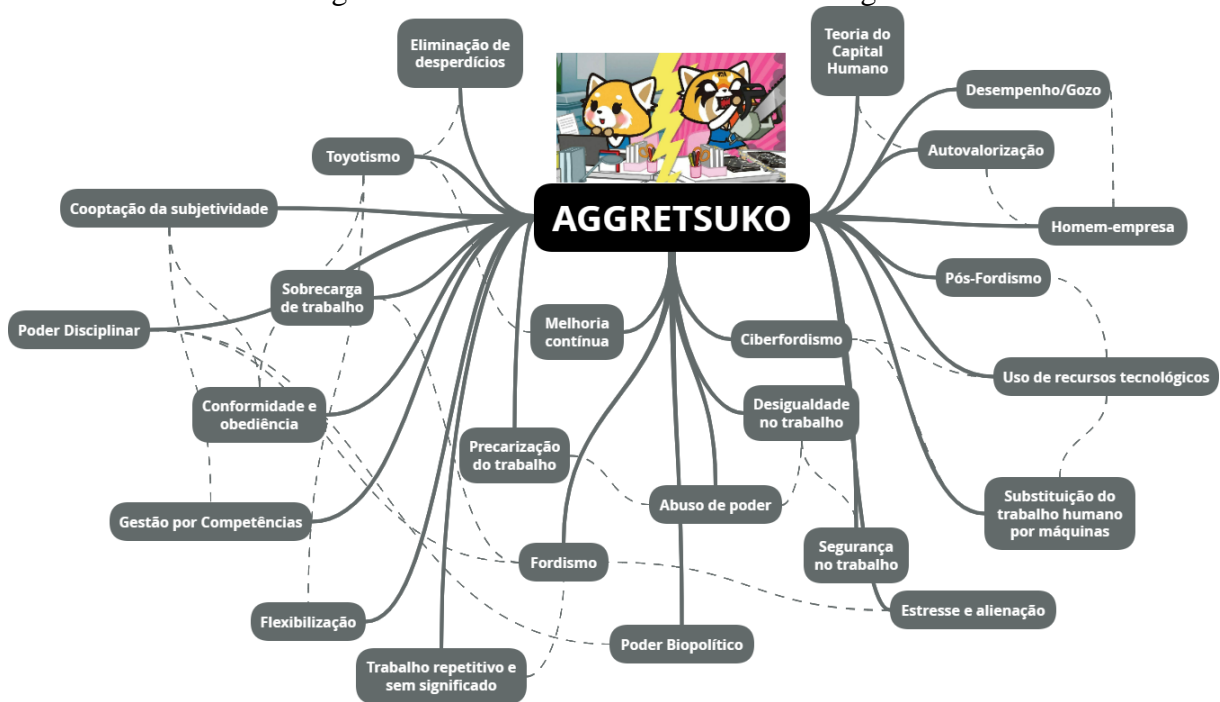 Eliminação de
desperdícios
Teoria do
Capital
Humano
Desempenho/Gozo
Toyotismo
Autovalorização
Cooptação da subjetividade
AGGRETSUKO
Homem-empresa
Sobrecarga
de trabalho
Pós-Fordismo
Poder Disciplinar
Melhoria
contínua
Ciberfordismo
Uso de recursos tecnológicos
Conformidade e
obediência
Desigualdade
no trabalho
Precarização
do trabalho
Abuso de poder
Substituição do
trabalho humano
por máquinas
Gestão por Competências
Segurança
no trabalho
Fordismo
Estresse e alienação
Flexibilização
Poder Biopolítico
Trabalho repetitivo e
sem significado